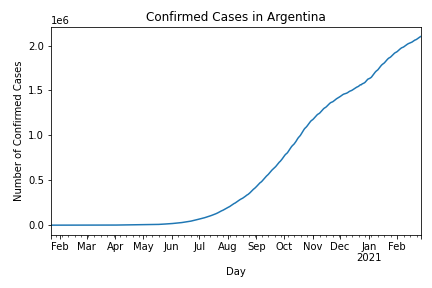 Confirmed Cases in Argentina
1e6
2.0
1.5
1.0
0.5
0.0
Number of Confirmed Cases
Feb Mar Apr May Jun Jul Aug Sep Oct Nov Dec Jan Feb
2021
Day